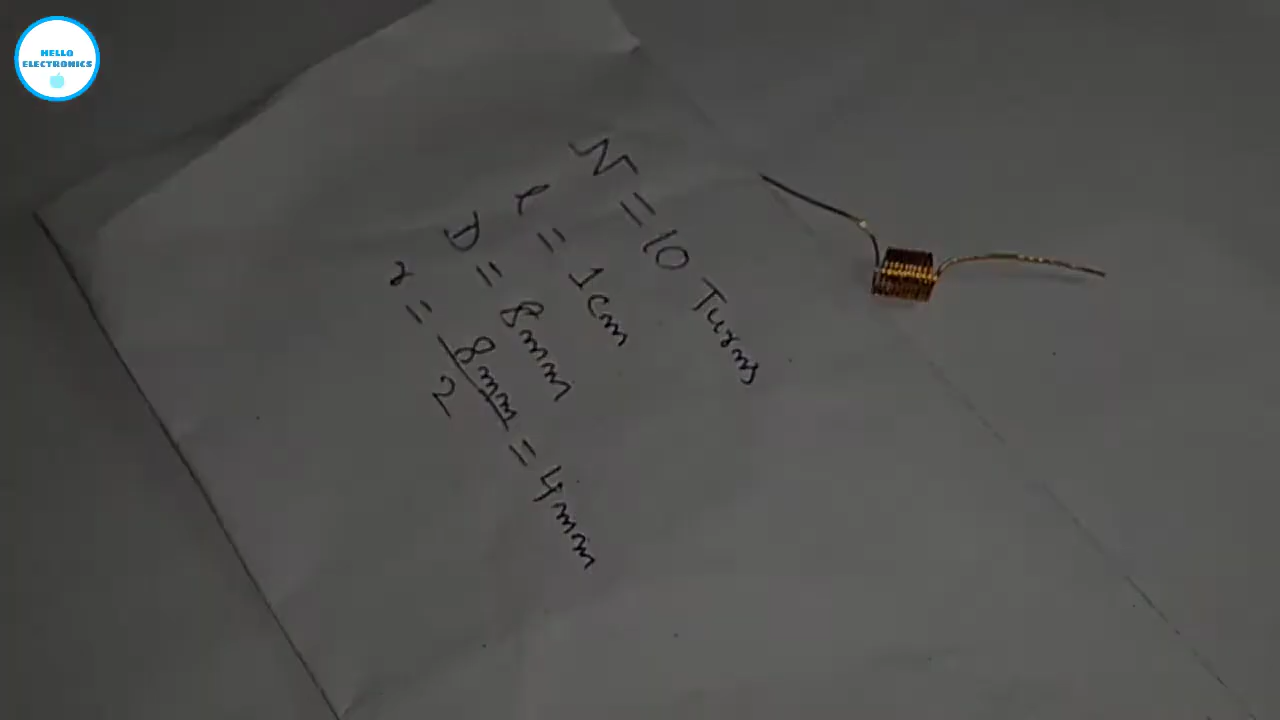 HELLO
ELECTRONICS
N = 10 Turns
l = 1cm
D = 8mm
r = 8mm/2 = 4mm